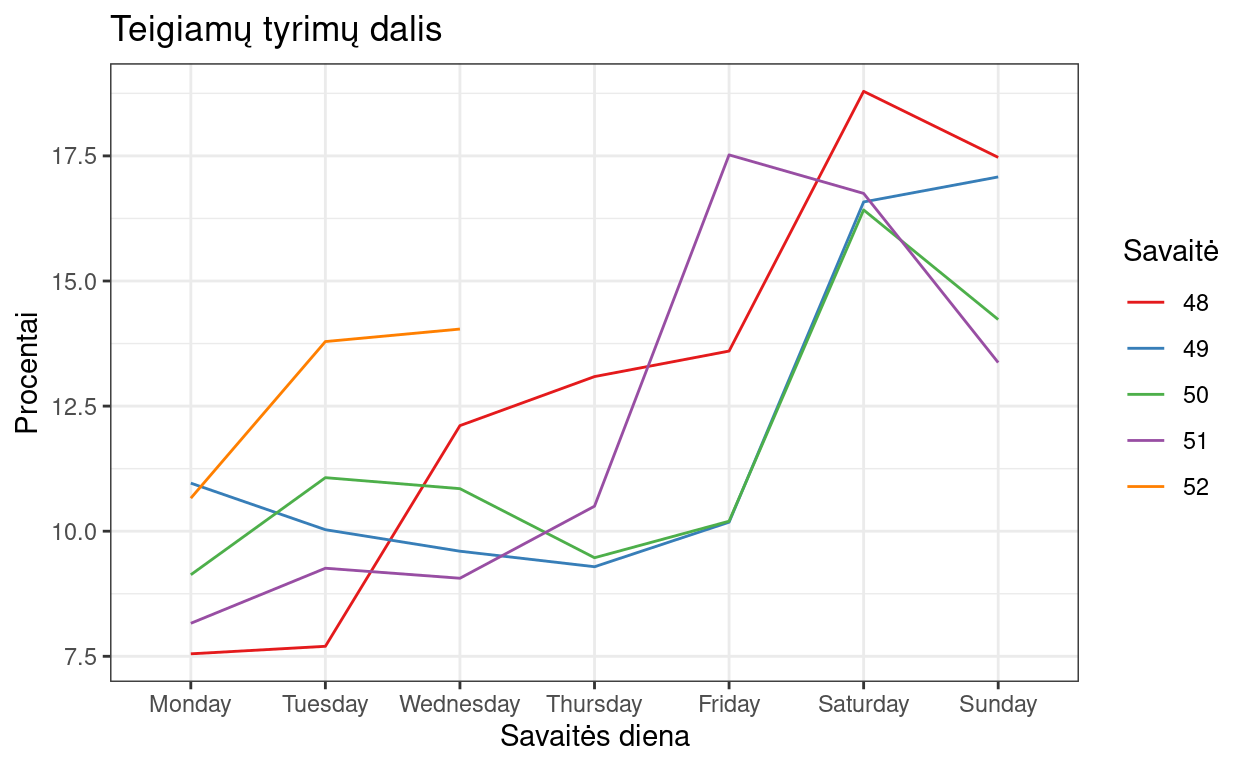 Teigiamų tyrimų dalis
Procentai
17.5
15.0
12.5
10.0
7.5
Monday Tuesday Wednesday Thursday Friday Saturday Sunday
Savaitės diena
Savaitė
48
49
50
51
52